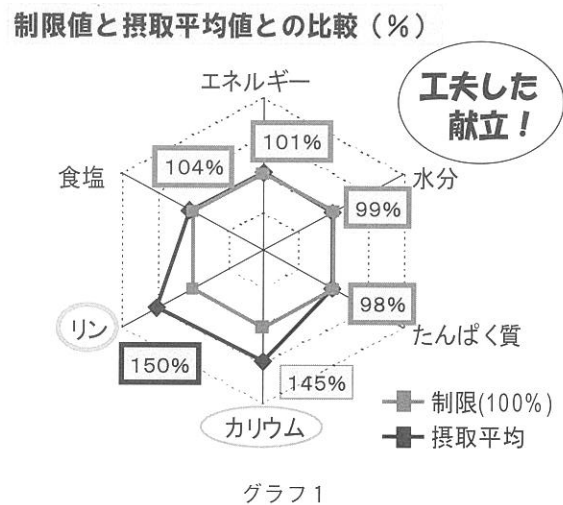 制限値と摂取平均値との比較（％）
エネルギー
工夫した
献立！
101%
104%
食塩
水分
99%
98%
リン
たんぱく質
150%
145%
制限(100%)
カリウム
摂取平均
グラフ1